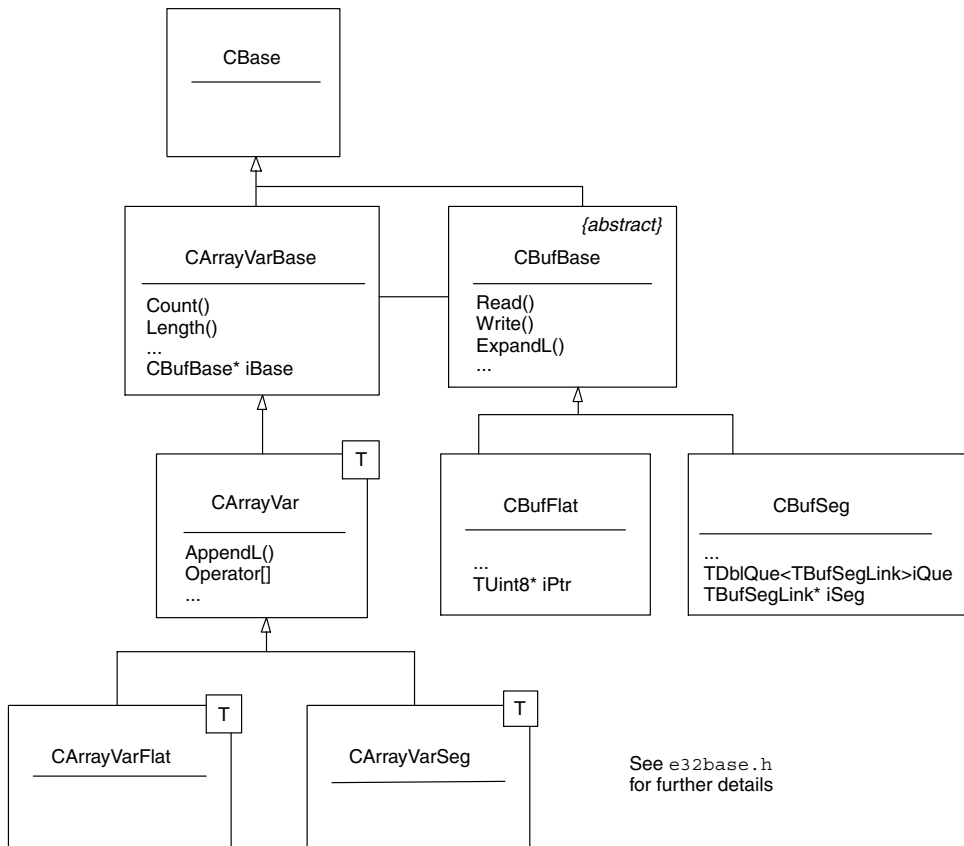 CBase
{abstract}
CArrayVarBase
CBufBase
Count()
Length()
...
CBufBase* iBase
Read()
Write()
ExpandL()
...
T
CArrayVar
AppendL()
Operator[]
...
CBufFlat
...
TUint8* iPtr
CBufSeg
...
TDblQue<TBufSegLink>iQue
TBufSegLink* iSeg
T
CArrayVarFlat
T
CArrayVarSeg
See e32base.h
for further details